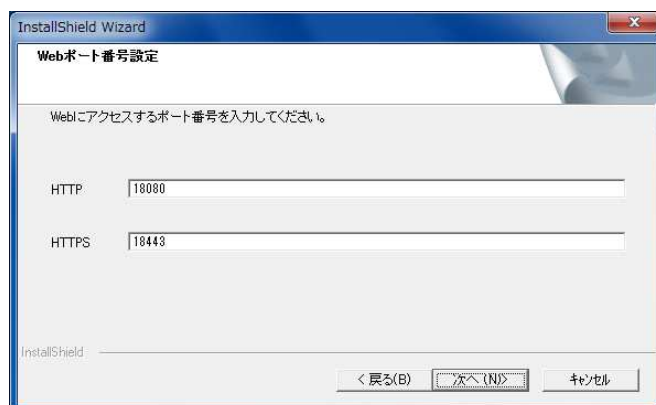 InstallShield Wizard
Webポート番号設定
Webにアクセスするポート番号を入力してください。
HTTP 18080
HTTPS 18443
InstallShield
< 戻る(B) 次へ(N)> キャンセル